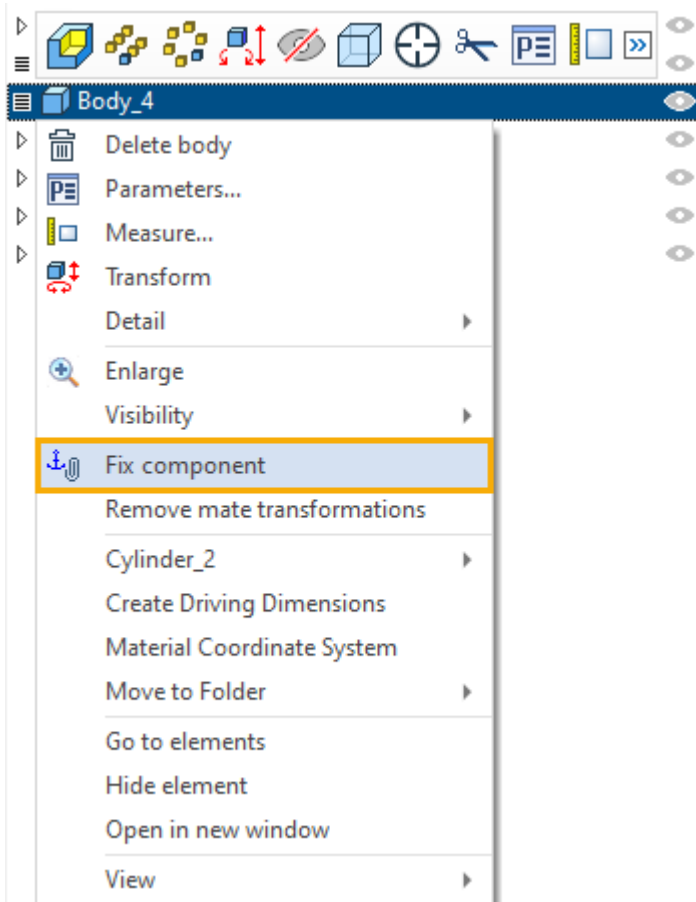 Body_4
Delete body
Parameters...
Measure...
Transform
Detail
Enlarge
Visibility
Fix component
Remove mate transformations
Cylinder_2
Create Driving Dimensions
Material Coordinate System
Move to Folder
Go to elements
Hide element
Open in new window
View